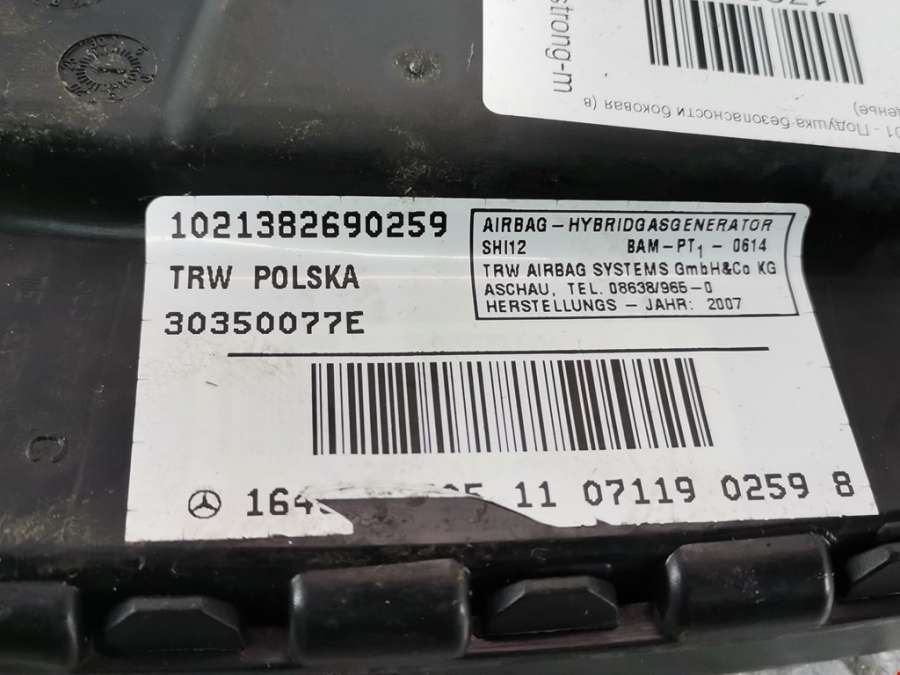 strong-m
01 - Подушка безопасности боковая (в
1021382690259
TRW POLSKA
30350077E
AIRBAG – HYBRIDGASGENERATOR
SHI12 BAM–PT1 – 0614
TRW AIRBAG SYSTEMS GmbH&Co KG
ASCHAU, TEL. 08638/965–0
HERSTELLUNGS – JAHR: 2007
11 071190 0259 8
C